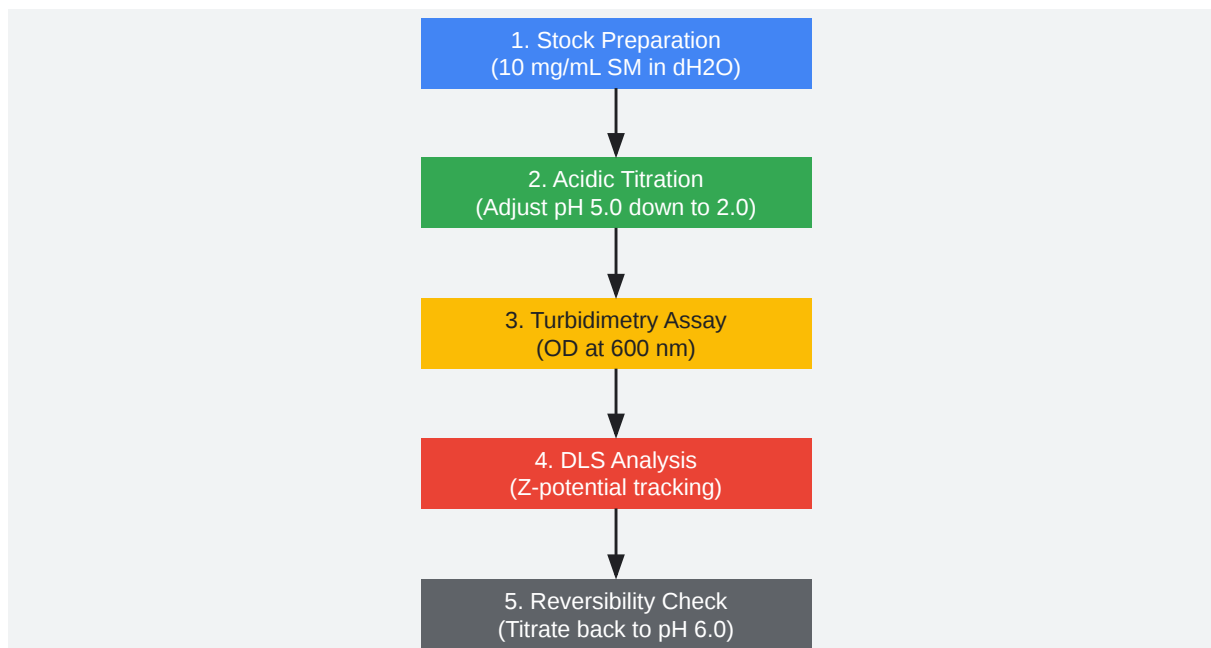 1. Stock Preparation
(10 mg/mL SM in dH2O)
2. Acidic Titration
(Adjust pH 5.0 down to 2.0)
3. Turbidimetry Assay
(OD at 600 nm)
4. DLS Analysis
(Z-potential tracking)
5. Reversibility Check
(Titrate back to pH 6.0)